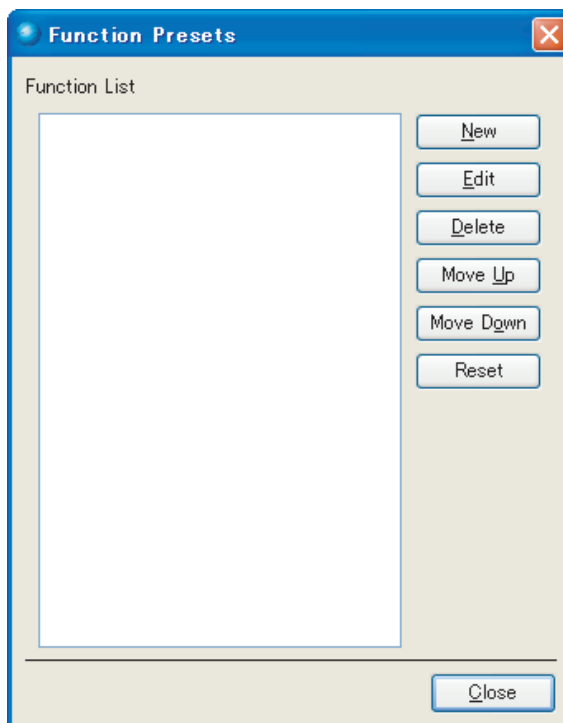 Function Presets
Function List
New
Edit
Delete
Move Up
Move Down
Reset
Close